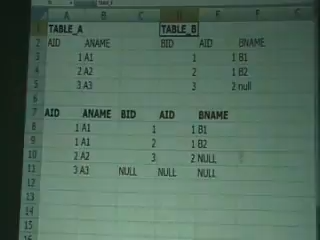 A B C D E F G
1 TABLE_A TABLE_B
2 AID ANAME BID AID BNAME
3 1 A1 1 1 B1
4 2 A2 1 B2
5 3 A3 2 null
6
7 AID ANAME BID AID BNAME
8 1 A1 1 1 B1
9 1 A1 2 1 B2
10 2 A2 3 2 NULL
11 3 A3 NULL NULL NULL
12
13
14
15